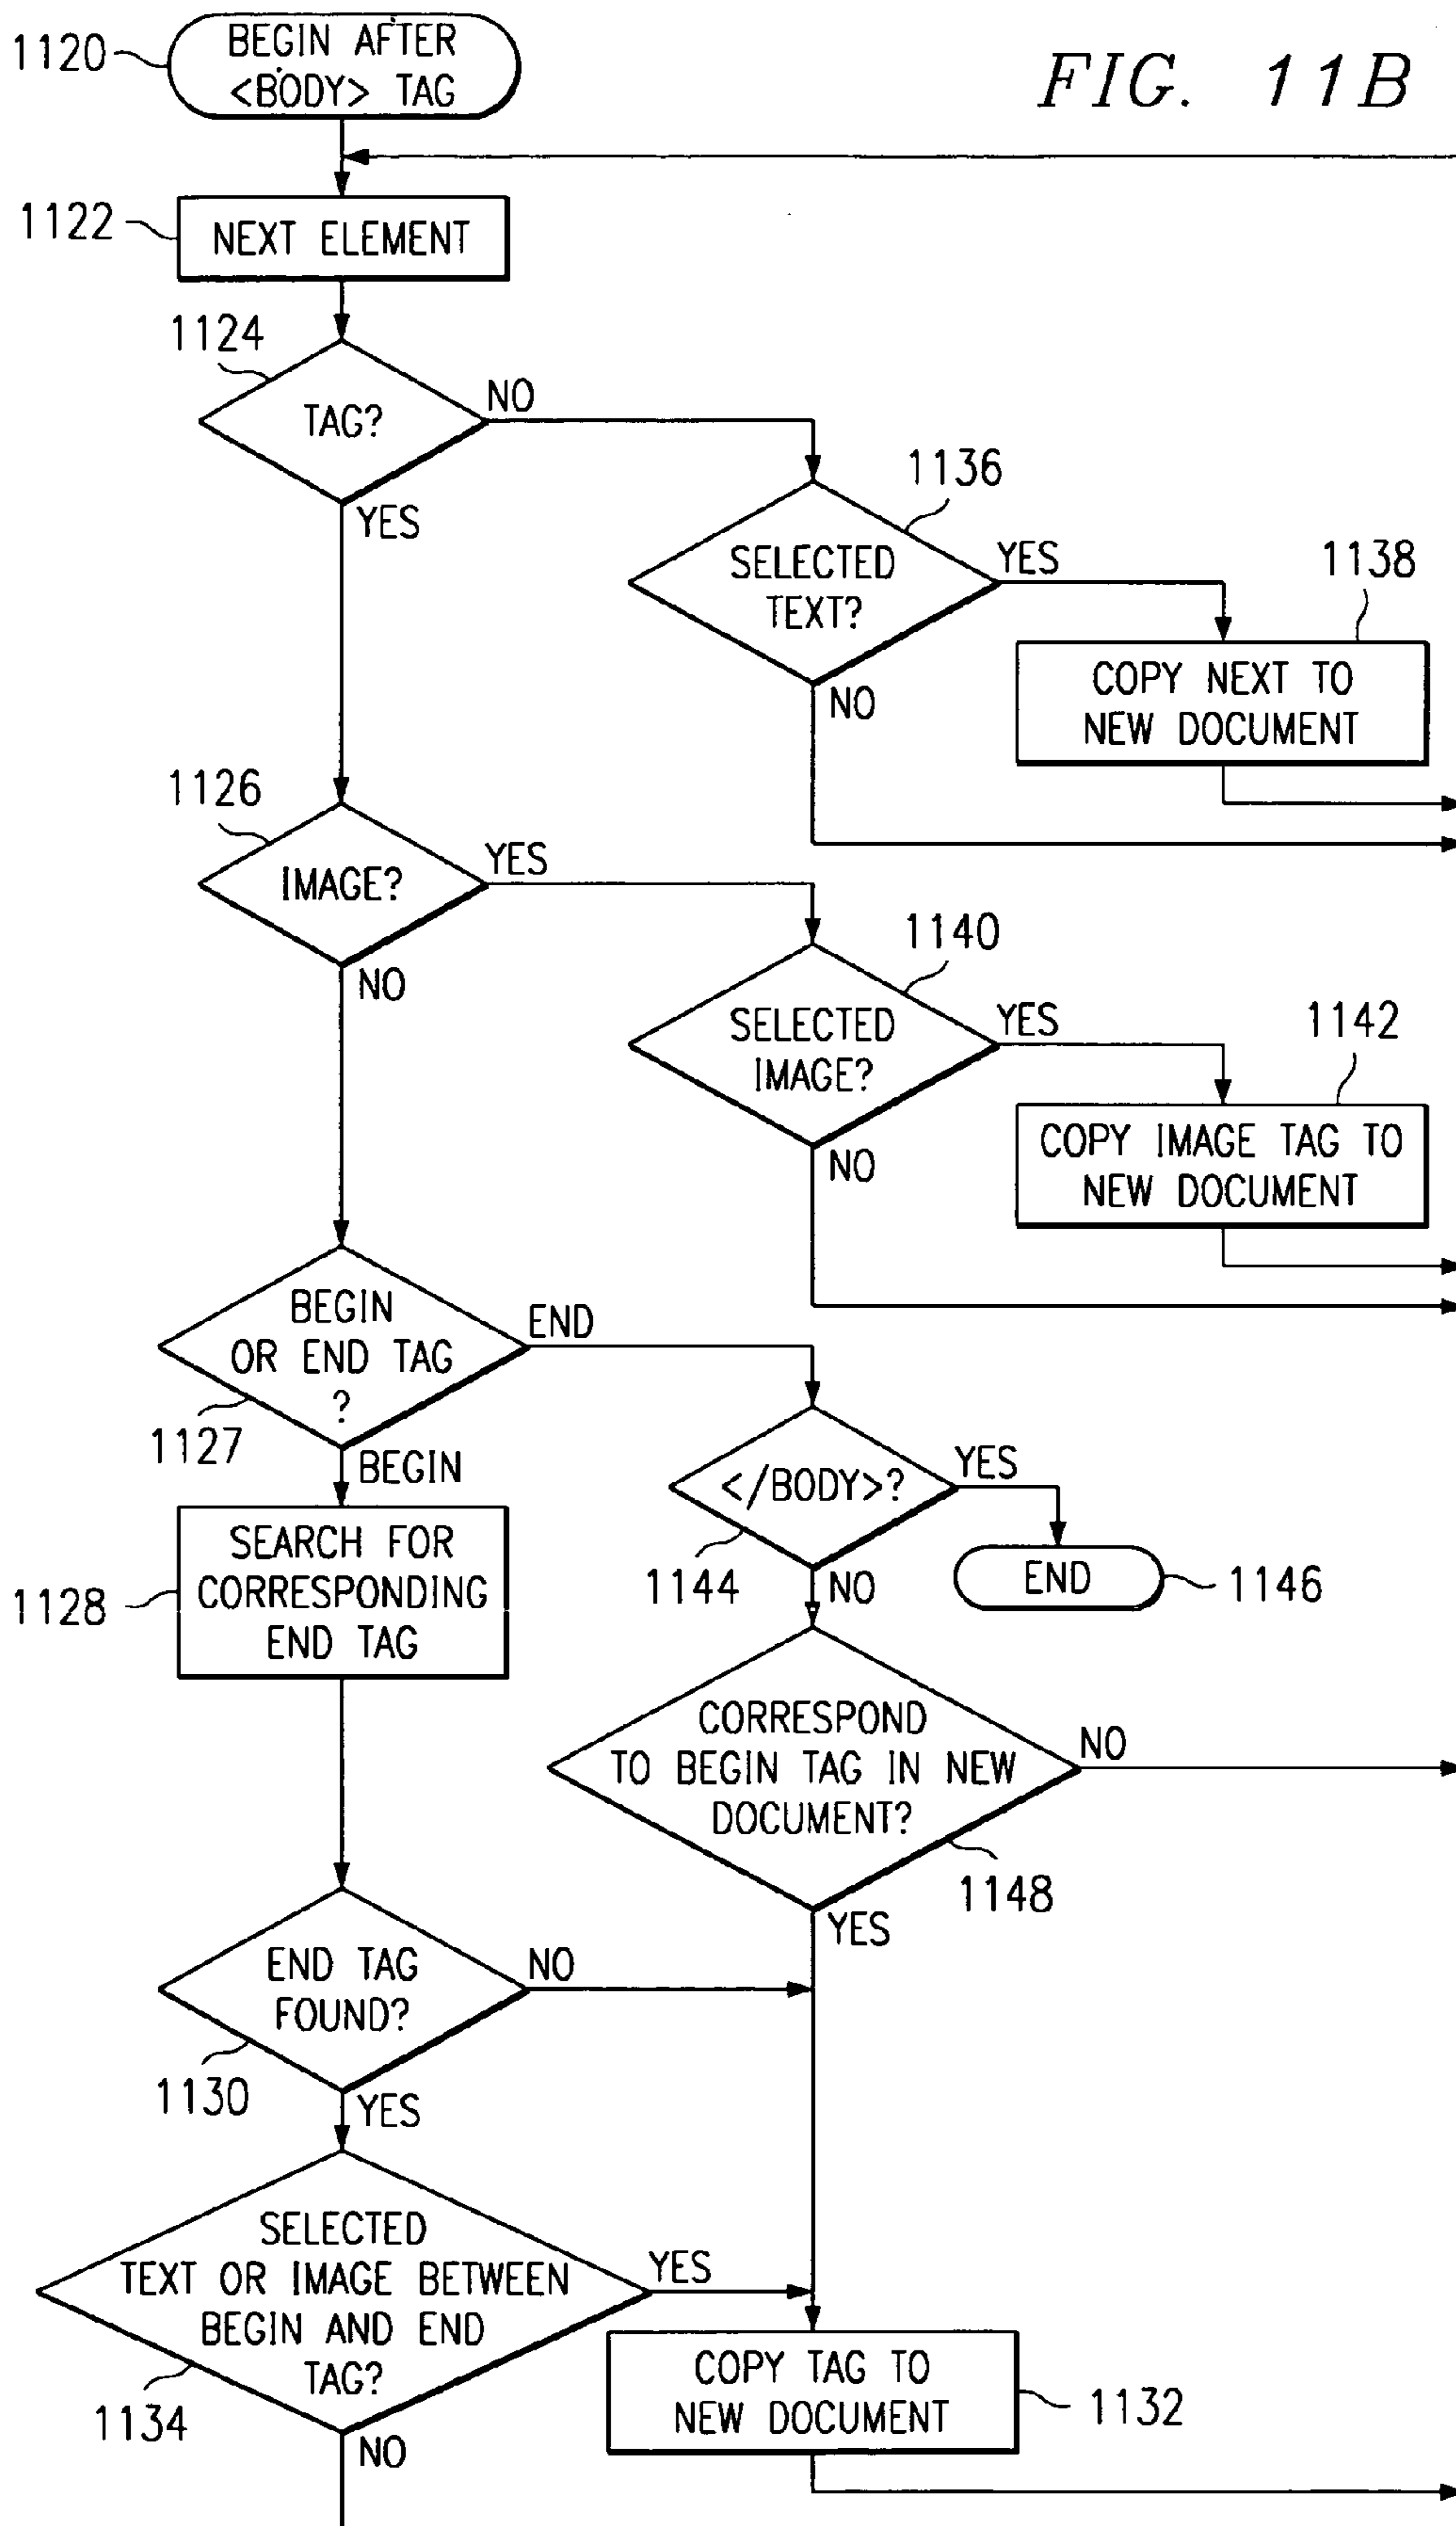 FIG. 11B
1120
BEGIN AFTER
<BODY> TAG
1122
NEXT ELEMENT
1124
TAG?
NO
YES
1136
SELECTED
TEXT?
YES
NO
1138
COPY NEXT TO
NEW DOCUMENT
1126
IMAGE?
YES
NO
1140
SELECTED
IMAGE?
YES
NO
1142
COPY IMAGE TAG TO
NEW DOCUMENT
BEGIN
OR END TAG
?
1127
END
BEGIN
</BODY>?
YES
1144
NO
END
1146
1128
SEARCH FOR
CORRESPONDING
END TAG
CORRESPOND
TO BEGIN TAG IN NEW
DOCUMENT?
NO
1148
YES
END TAG
FOUND?
NO
1130
YES
SELECTED
TEXT OR IMAGE BETWEEN
BEGIN AND END
TAG?
YES
1134
NO
COPY TAG TO
NEW DOCUMENT
1132